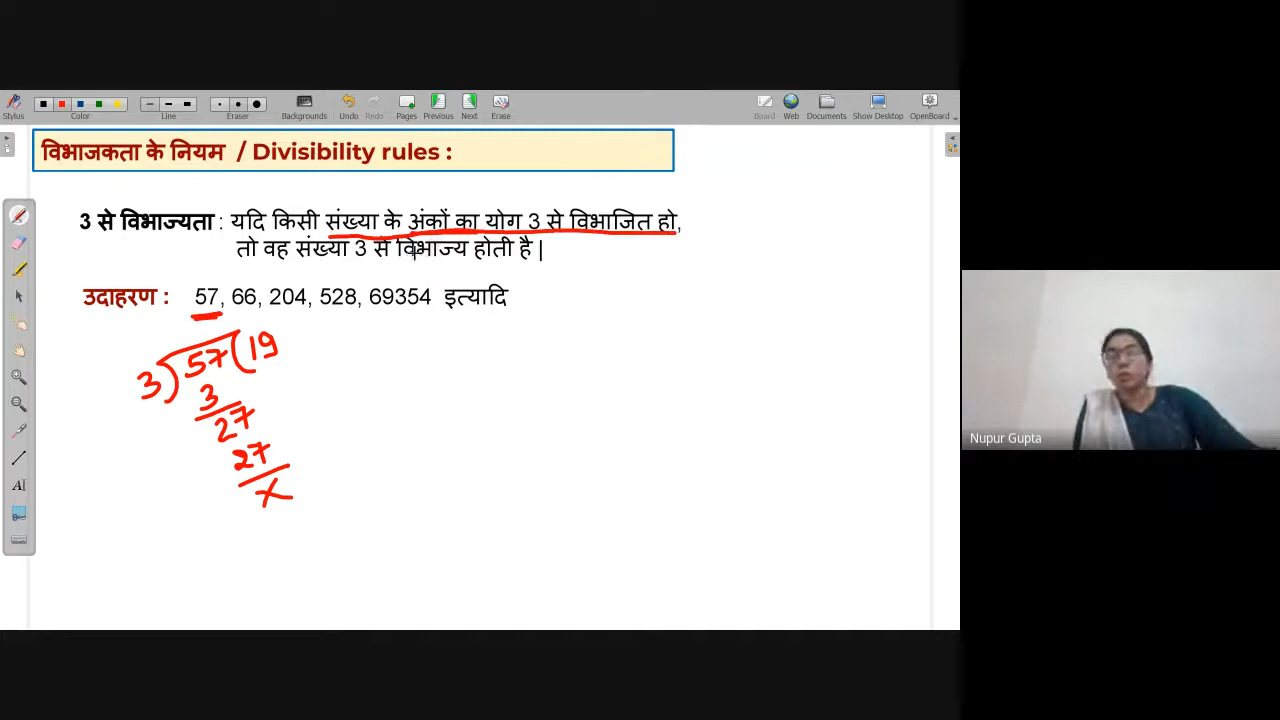 Stylus
Color
Line
Eraser
Backgrounds
Undo
Redo
Pages
Previous
Next
Erase
Board
Web
Documents
Show Desktop
OpenBoard
विभाजकता के नियम / Divisibility rules :
3 से विभाज्यता : यदि किसी संख्या के अंकों का योग 3 से विभाजित हो,
तो वह संख्या 3 से विभाज्य होती है |
उदाहरण : 57, 66, 204, 528, 69354 इत्यादि
3) 57 (19
3
27
27
x
Nupur Gupta